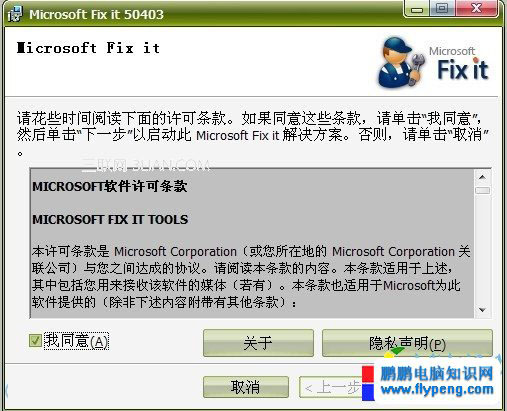 Microsoft Fix it 50403
Microsoft Fix it
Microsoft
Fix it
请花些时间阅读下面的许可条款。如果同意这些条款，请单击“我同意”，
然后单击“下一步”以启动此 Microsoft Fix it 解决方案。否则，请单击“取消”
。
三联网 3LIAN.COM
MICROSOFT软件许可条款
MICROSOFT FIX IT TOOLS
本许可条款是 Microsoft Corporation（或您所在地的 Microsoft Corporation 关
联公司）与您之间达成的协议。请阅读本条款的内容。本条款适用于上述，
其中包括您用来接收该软件的媒体（若有）。本条款也适用于Microsoft为此
软件提供的（除非下述内容附带有其他条款）：
我同意(A)
关于
隐私声明(P)
取消
< 上一步
鹏鹏电脑知识网
www.flypeng.com